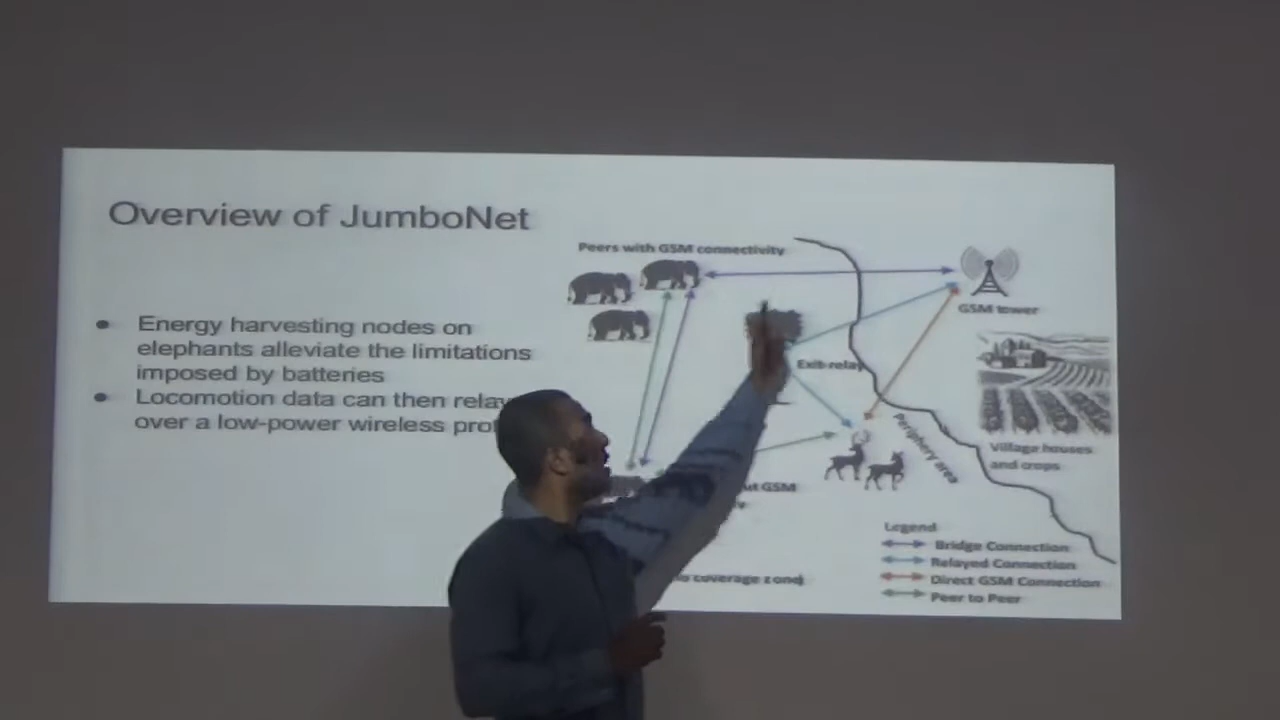 Overview of JumboNet
Peers with GSM connectivity
GSM tower
• Energy harvesting nodes on
elephants alleviate the limitations
imposed by batteries
• Locomotion data can then relay
over a low-power wireless
Exit-relay
Periphery area
Village houses
and crops
GSM
coverage zone)
Legend
Bridge Connection
Relayed Connection
Direct GSM Connection
Peer to Peer